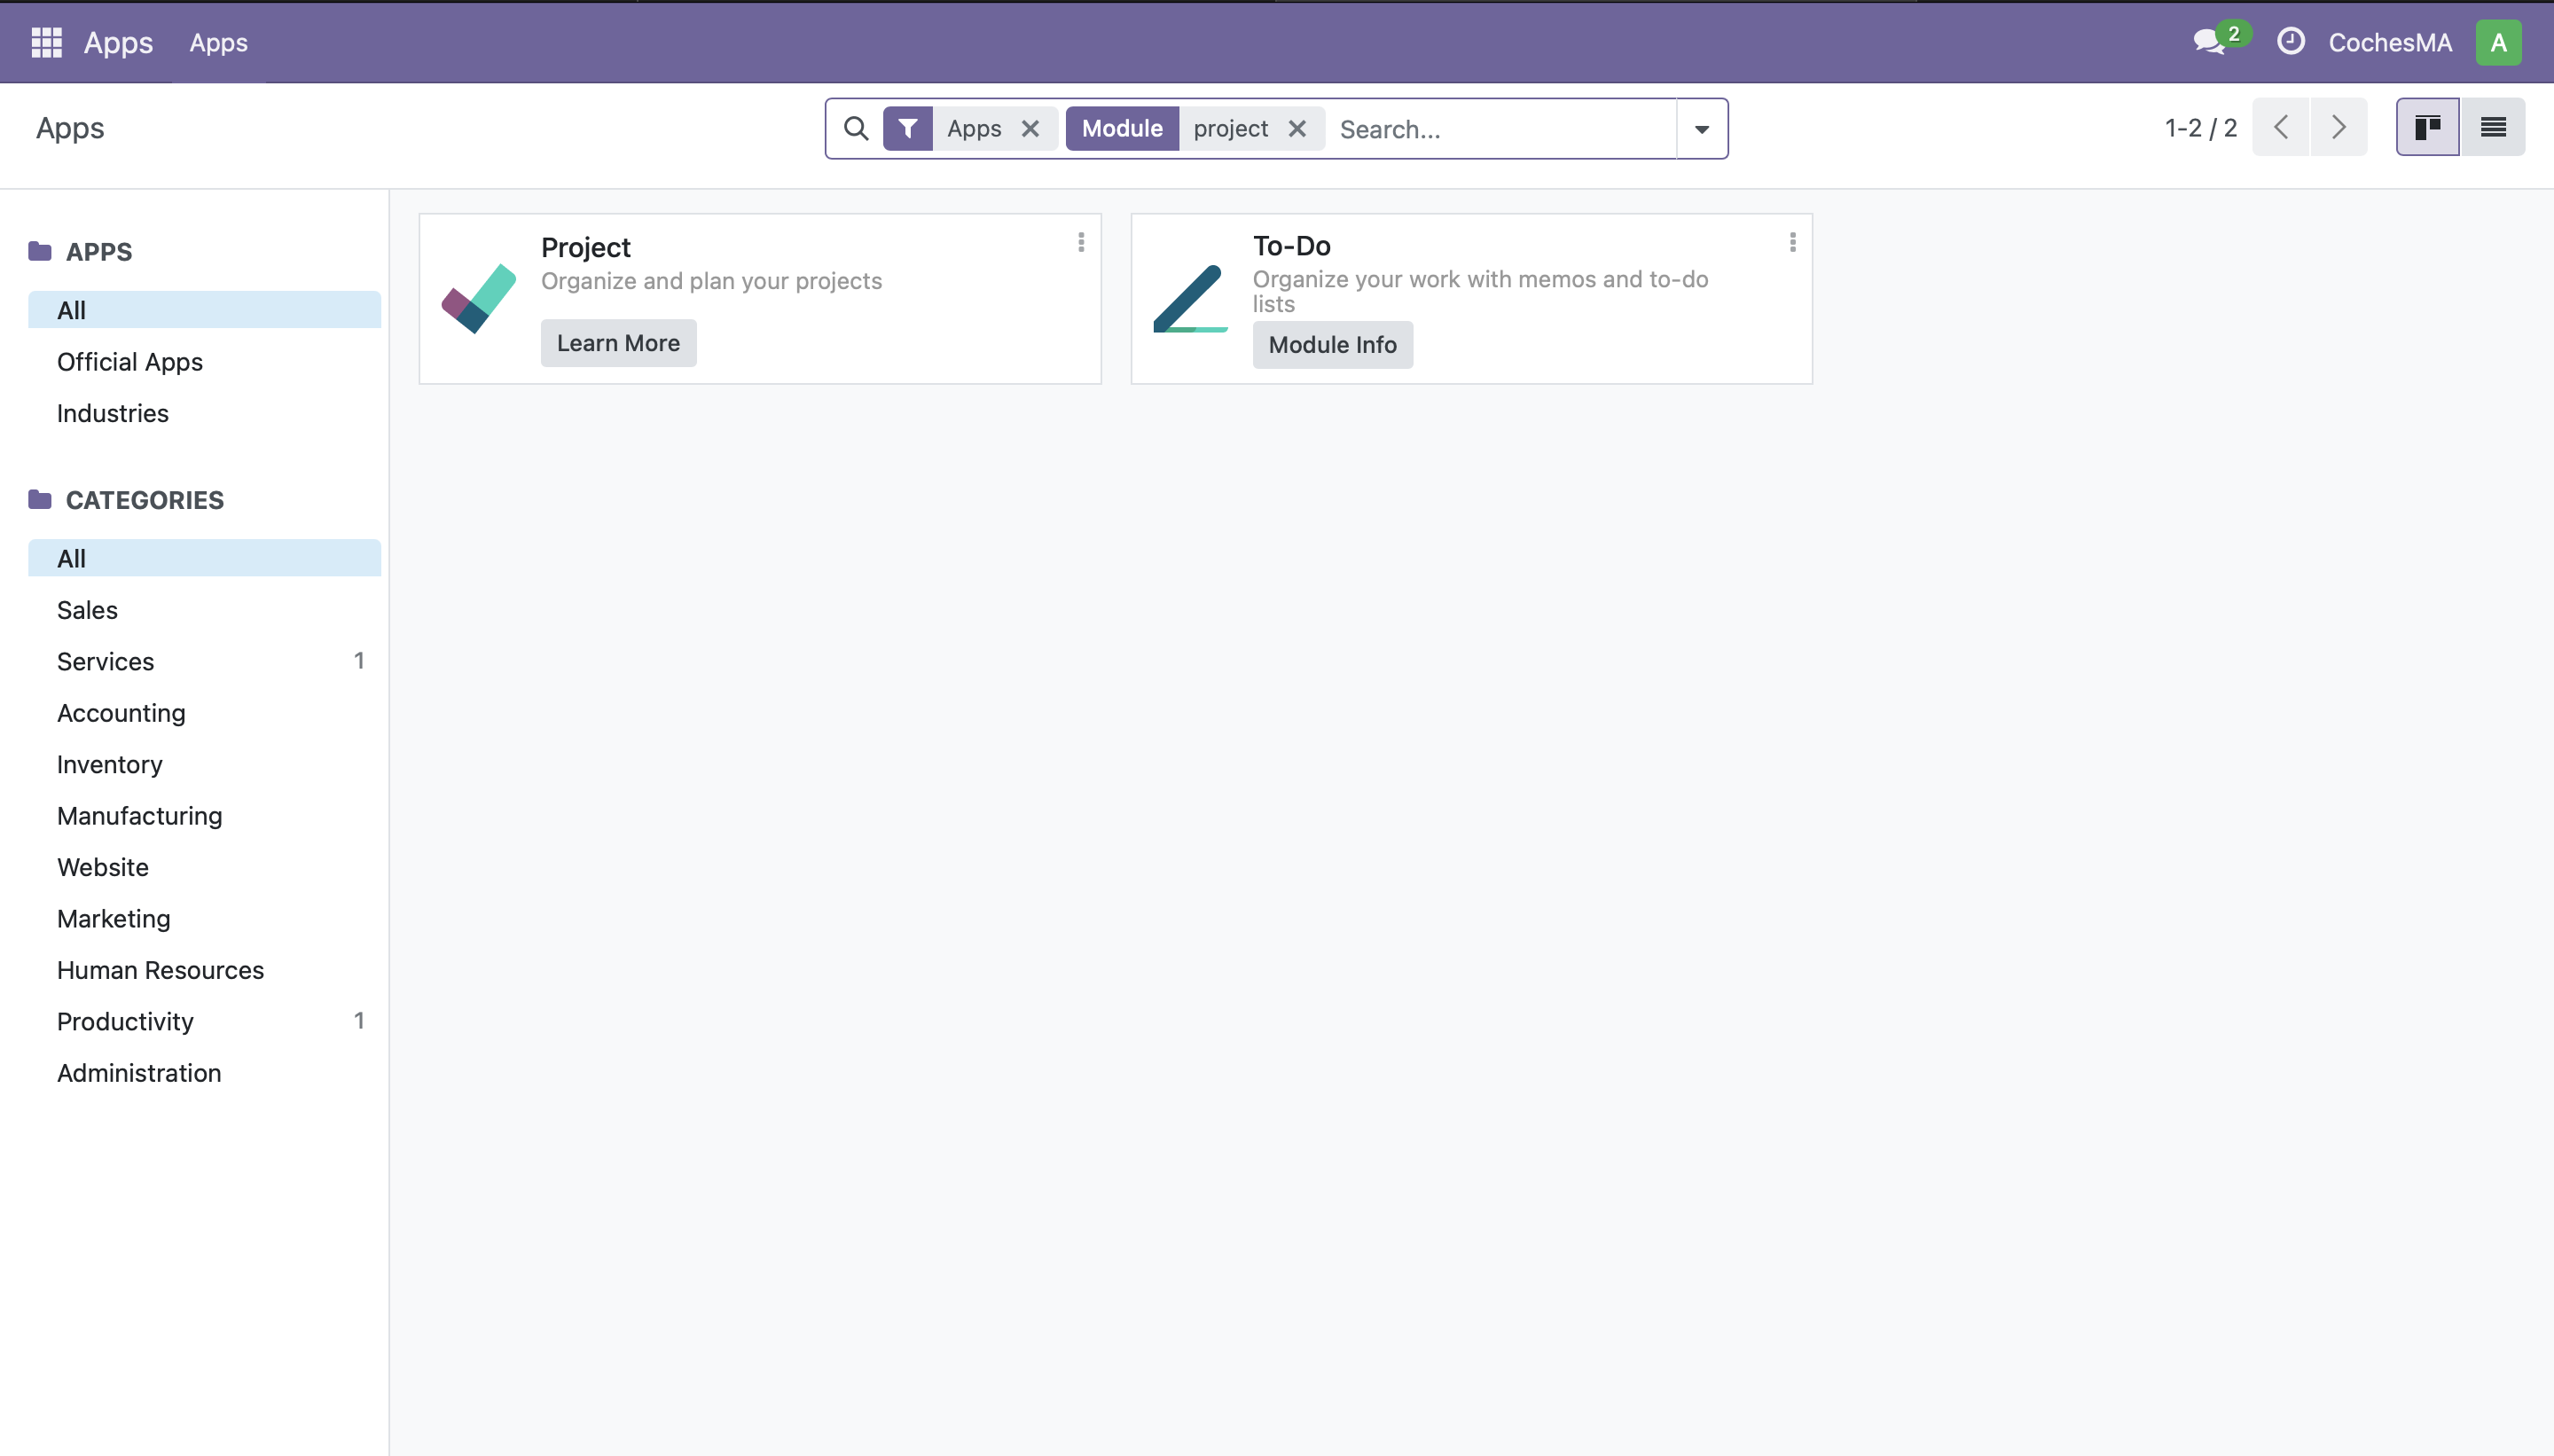 Apps
Apps
2
CochesMA
A
Apps
Apps
Module
project
Search...
1-2 / 2
APPS
All
Official Apps
Industries
CATEGORIES
All
Sales
Services 1
Accounting
Inventory
Manufacturing
Website
Marketing
Human Resources
Productivity 1
Administration
Project
Organize and plan your projects
Learn More
To-Do
Organize your work with memos and to-do
lists
Module Info